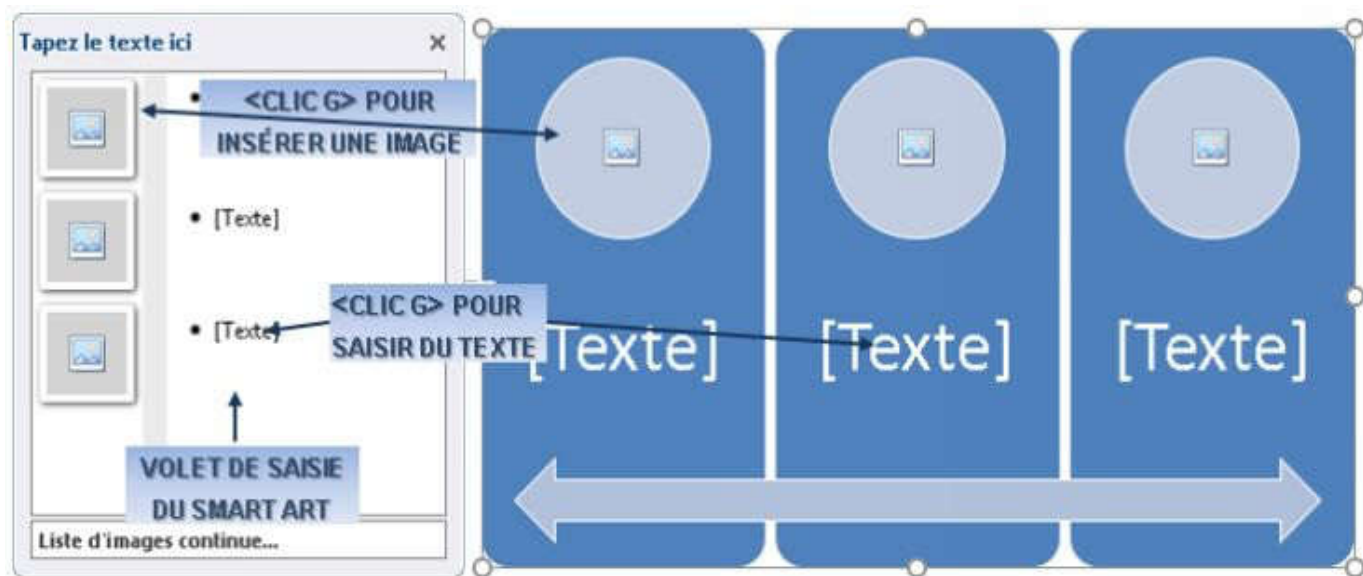 Tapez le texte ici
<CLIC G> POUR
INSÉRER UNE IMAGE
[Texte]
<CLIC G> POUR
SAISIR DU TEXTE
[Texte]
[Texte]
[Texte]
[Texte]
VOLET DE SAISIE
DU SMART ART
Liste d'images continue...